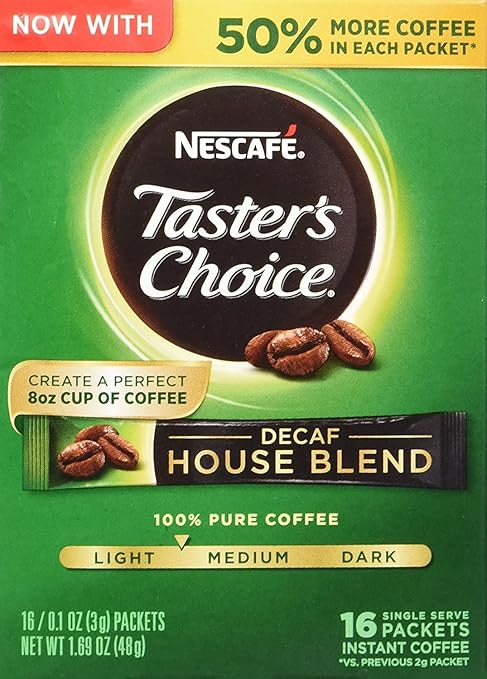 NOW WITH
50% MORE COFFEE
IN EACH PACKET*
NESCAFÉ®
Taster's
Choice®
CREATE A PERFECT
8oz CUP OF COFFEE
DECAF
HOUSE BLEND
100% PURE COFFEE
LIGHT MEDIUM DARK
16 / 0.1 OZ (3g) PACKETS
NET WT 1.69 OZ (48g)
16 SINGLE SERVE
PACKETS
INSTANT COFFEE
*VS. PREVIOUS 2g PACKET